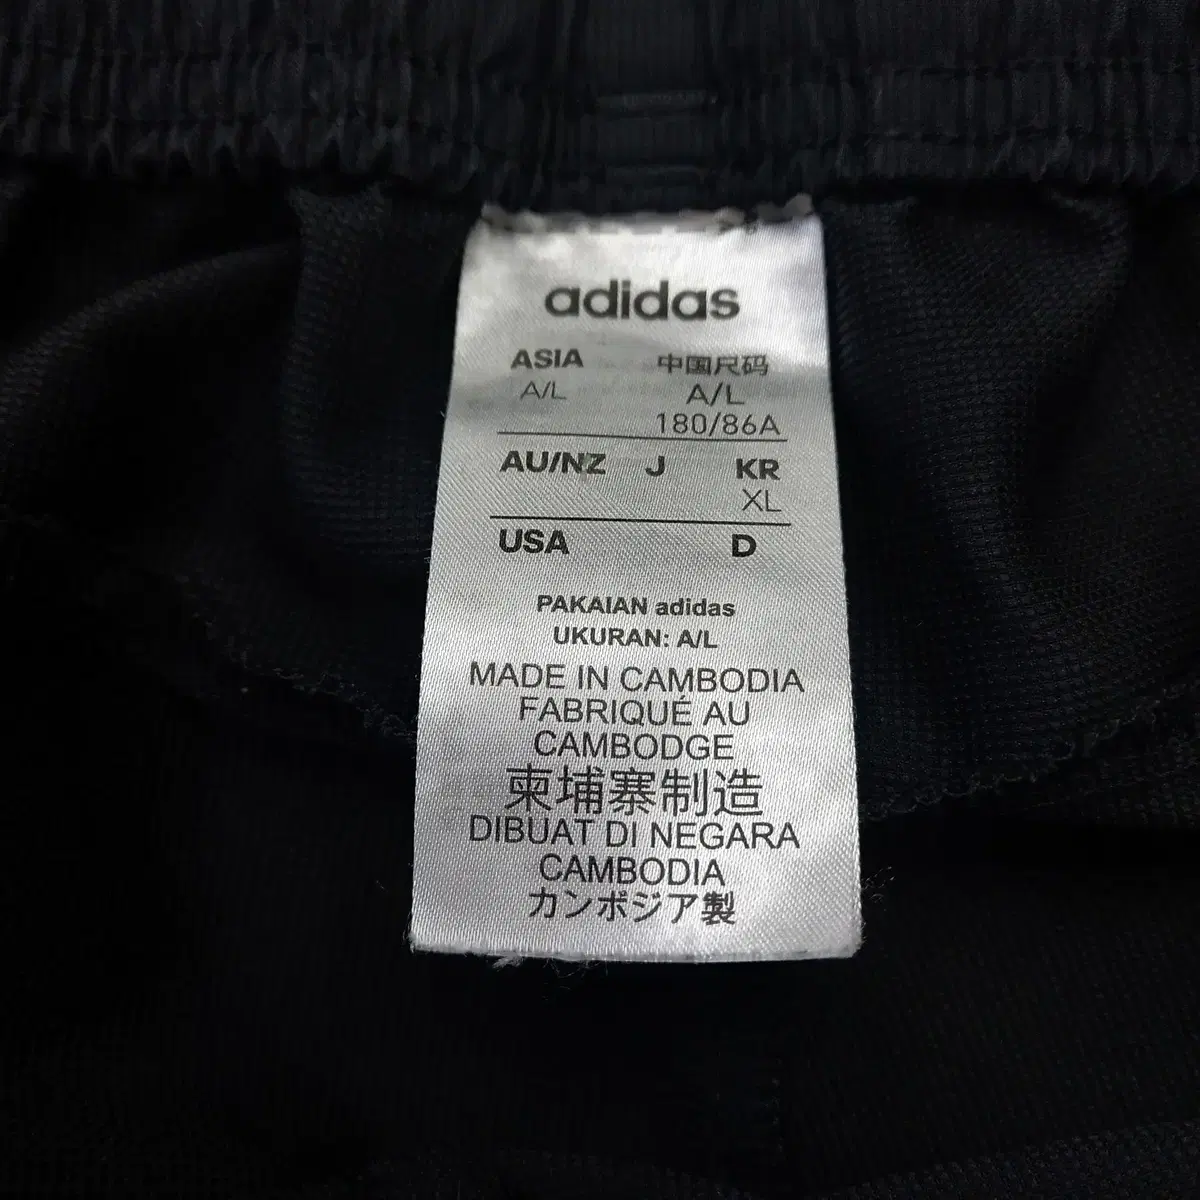 adidas
ASIA 中国尺码
A/L A/L
180/86A
AU/NZ J KR
XL
USA D
PAKAIAN adidas
UKURAN: A/L
MADE IN CAMBODIA
FABRIQUÉ AU
CAMBODGE
柬埔寨制造
DIBUAT DI NEGARA
CAMBODIA
カンボジア製